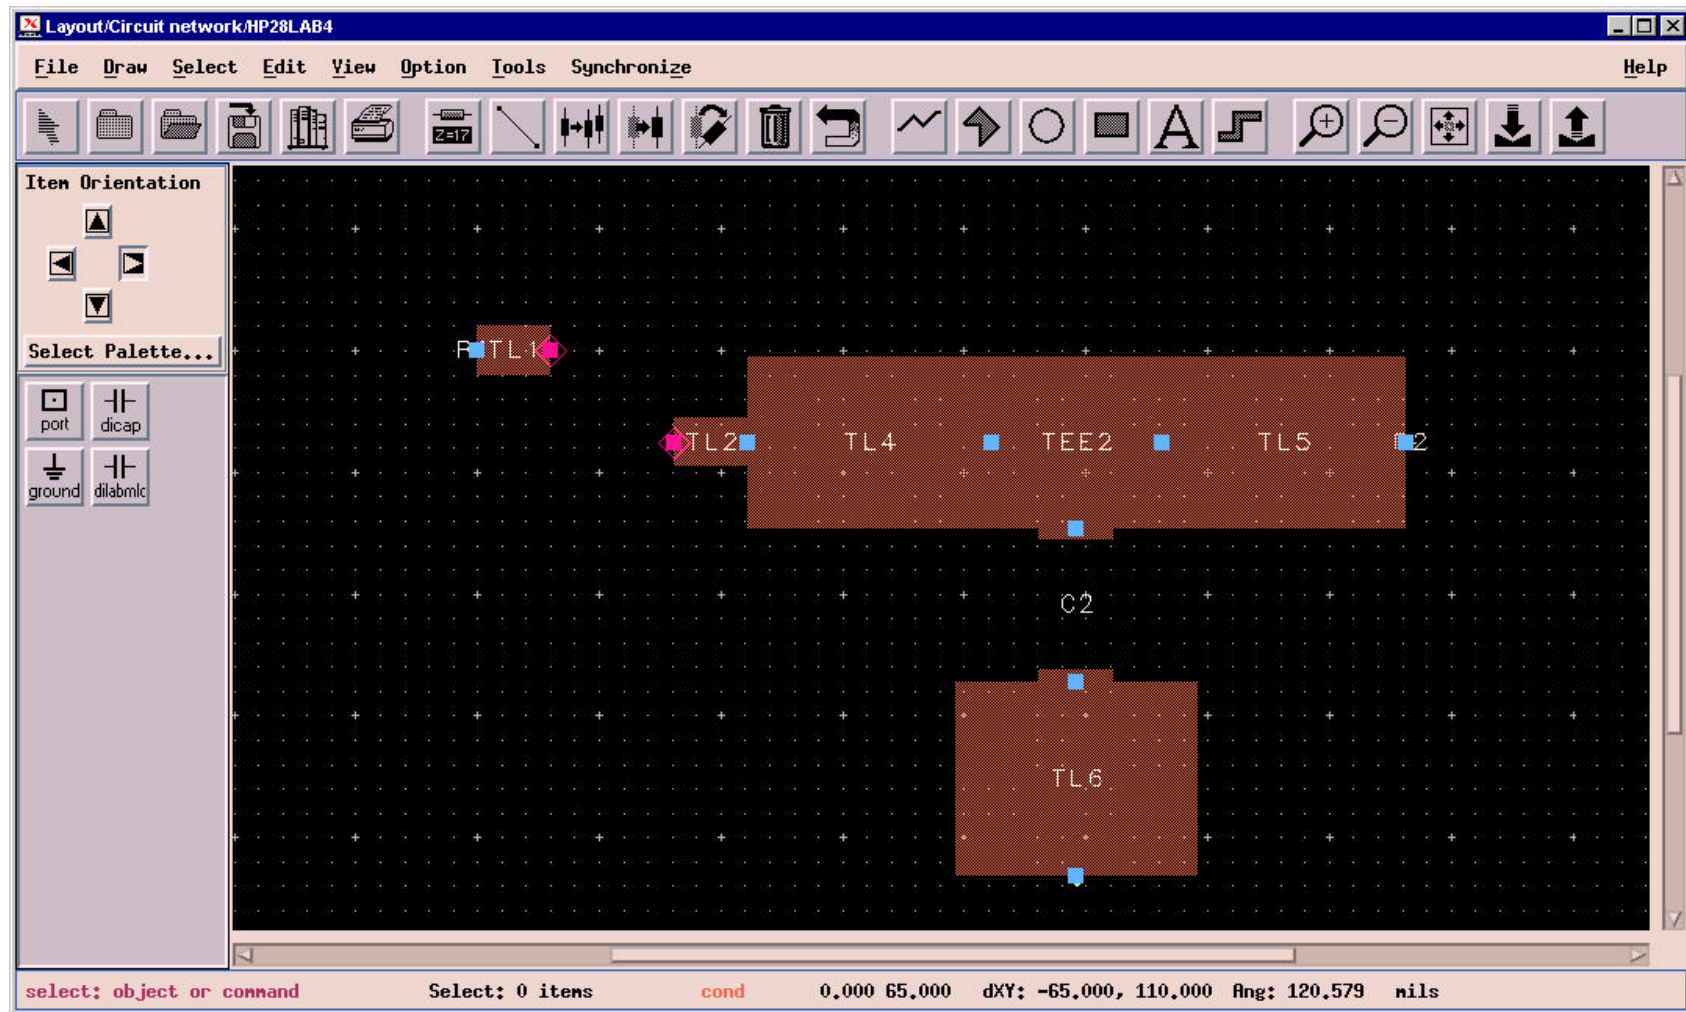 Layout/Circuit network/HP28LAB4
File Draw Select Edit View Option Tools Synchronize Help
Z=17
A
Item Orientation
Select Palette...
port dicap
ground dilabmlc
TL1
TL2 TL4 TEE2 TL5
C2
TL6
select: object or command Select: 0 items cond 0.000 65.000 dXY: -65.000, 110.000 Ang: 120.579 mils